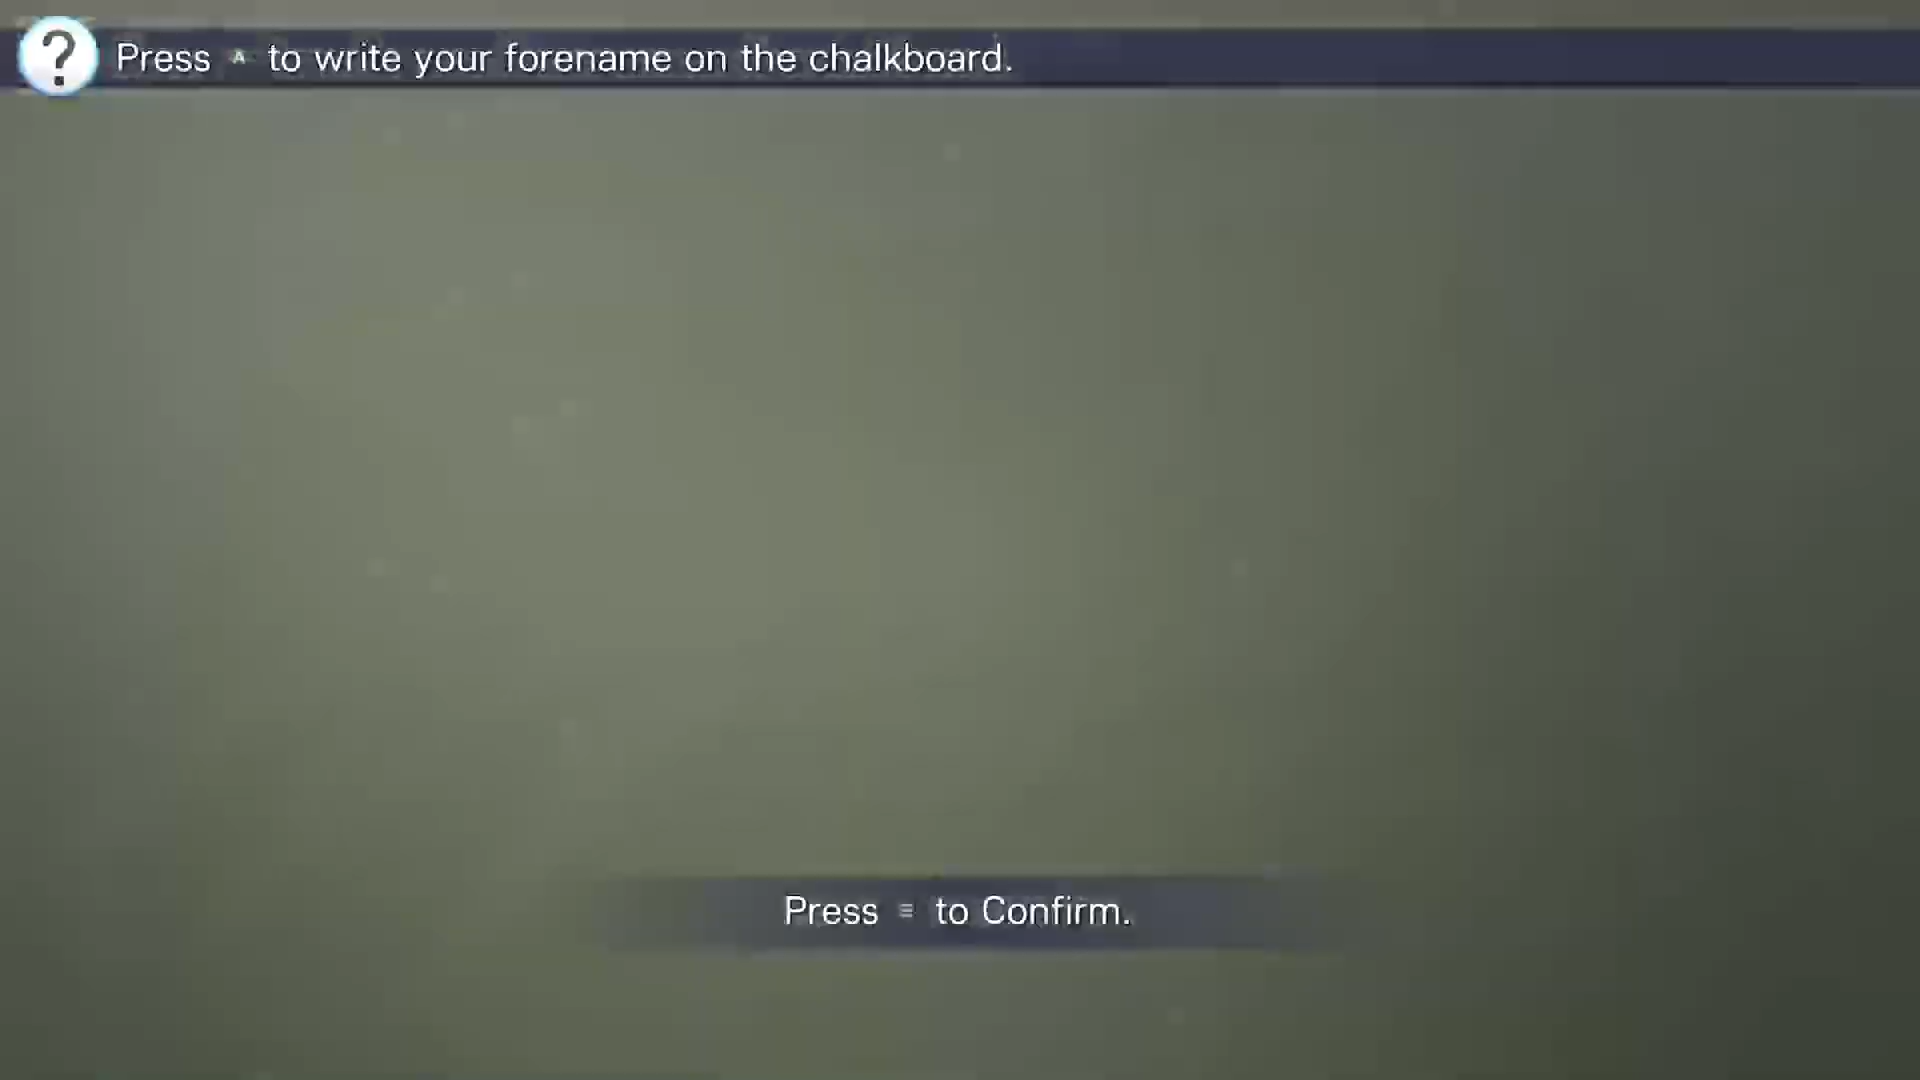 ? Press A to write your forename on the chalkboard.
Press ≡ to Confirm.